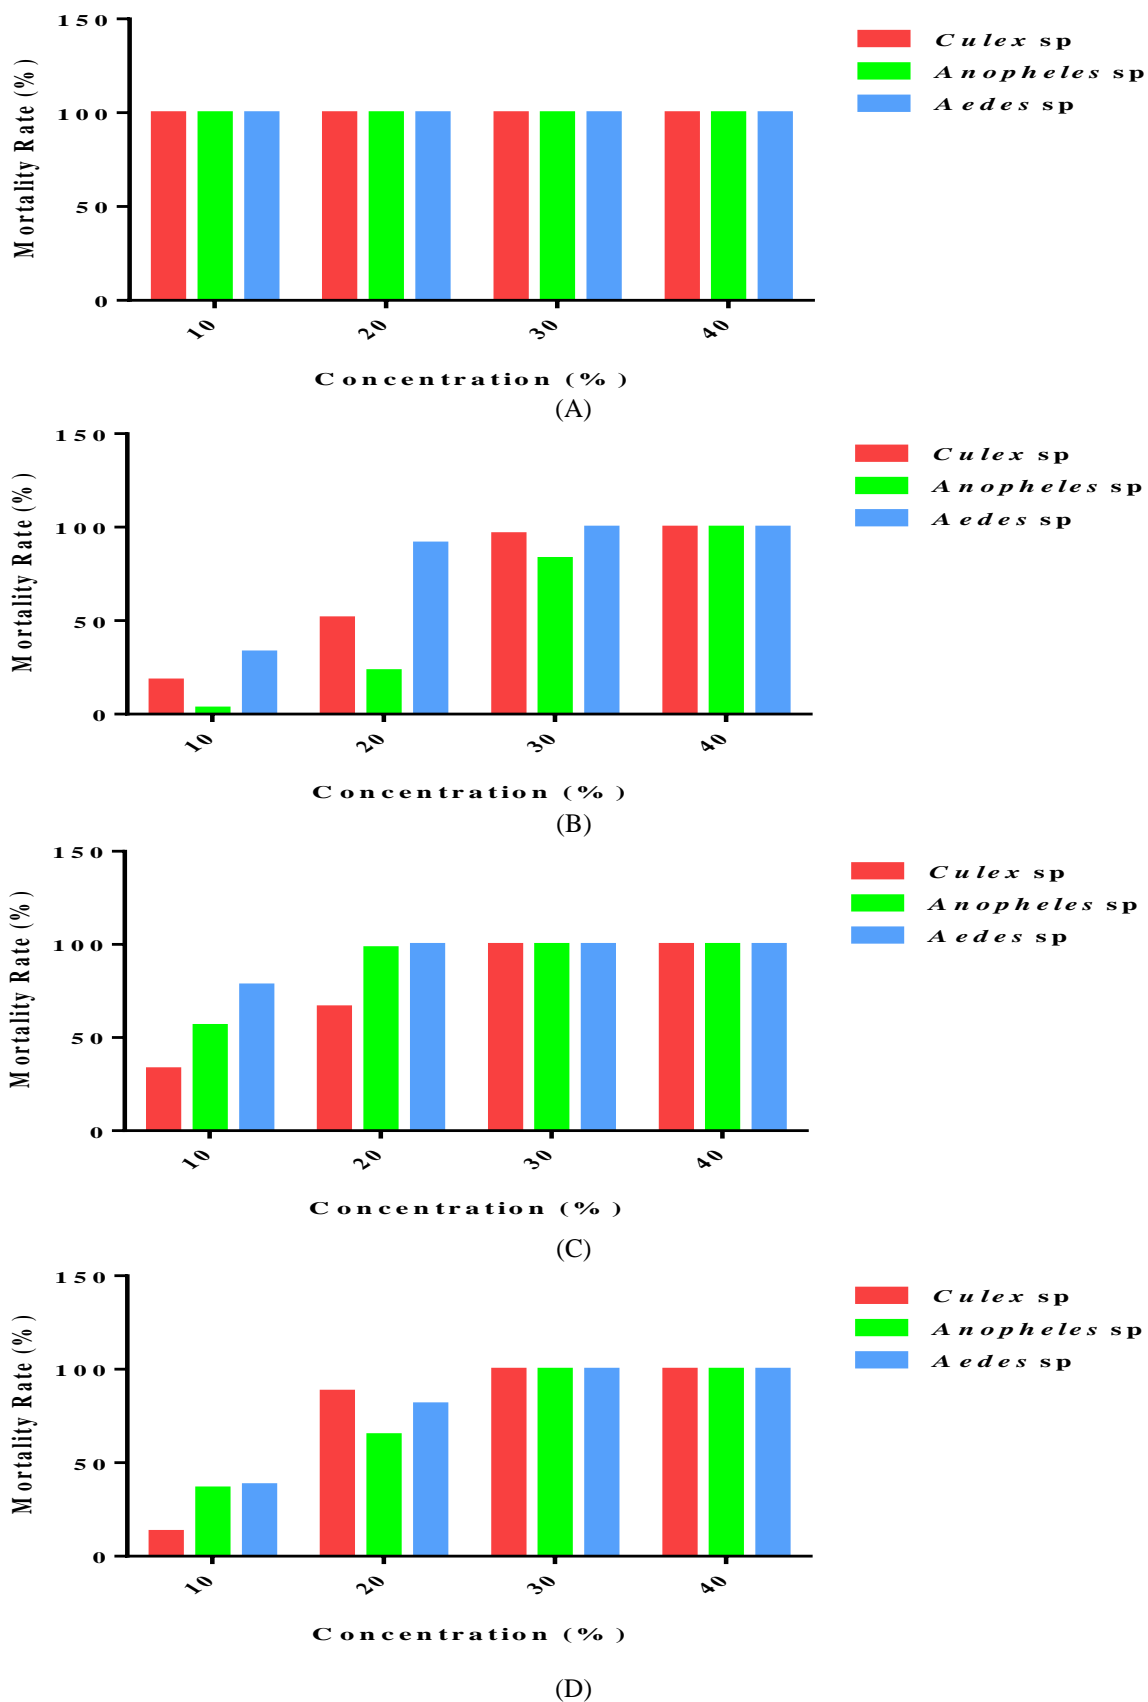 150
100
50
0
Mortality Rate (%)
10 20 30 40
Concentration (%)
Culex sp
Anopheles sp
Aedes sp
(A)
150
100
50
0
Mortality Rate (%)
10 20 30 40
Concentration (%)
Culex sp
Anopheles sp
Aedes sp
(B)
150
100
50
0
Mortality Rate (%)
10 20 30 40
Concentration (%)
Culex sp
Anopheles sp
Aedes sp
(C)
150
100
50
0
Mortality Rate (%)
10 20 30 40
Concentration (%)
Culex sp
Anopheles sp
Aedes sp
(D)